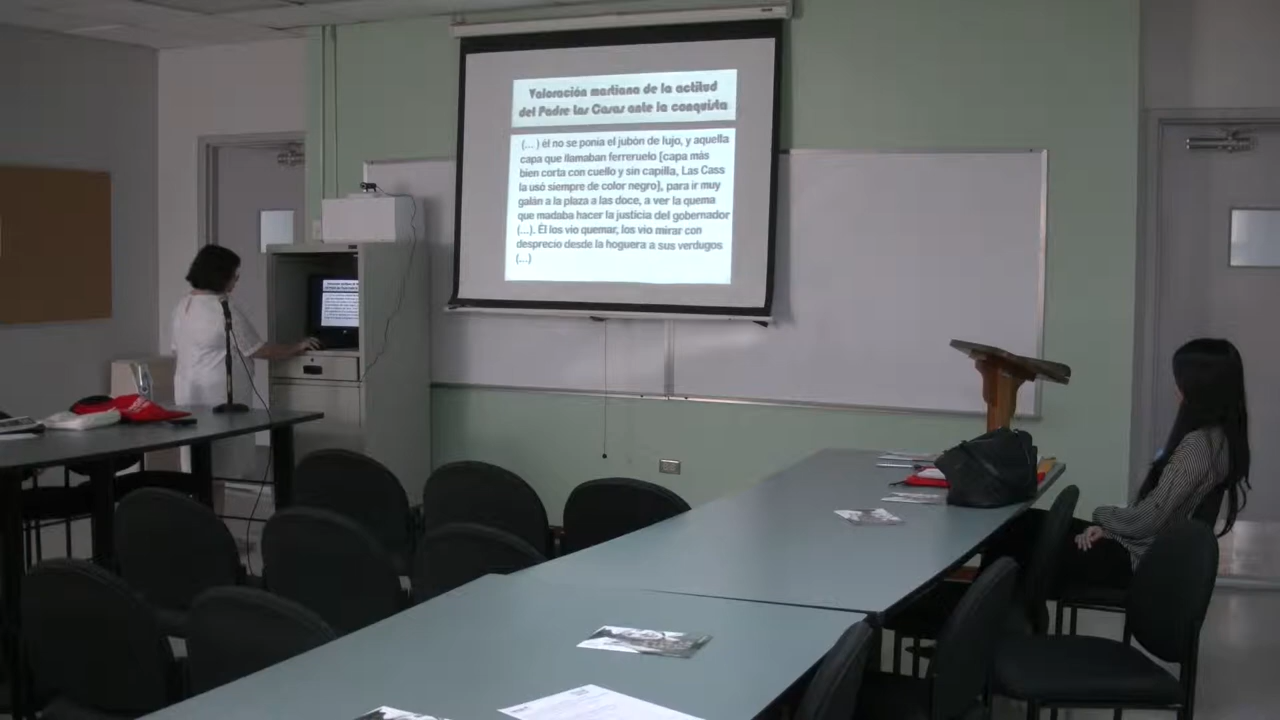 Valoración martiana de la actitud
del Padre las Casas ante la conquista
(... ) él no se ponía el jubón de lujo, y aquella
capa que llamaban ferreruelo [capa más
bien corta con cuello y sin capilla, Las Cass
la usó siempre de color negro], para ir muy
galán a la plaza a las doce, a ver la quema
que madaba hacer la justicia del gobernador
(...). Él los vio quemar, los vio mirar con
desprecio desde la hoguera a sus verdugos
(...)